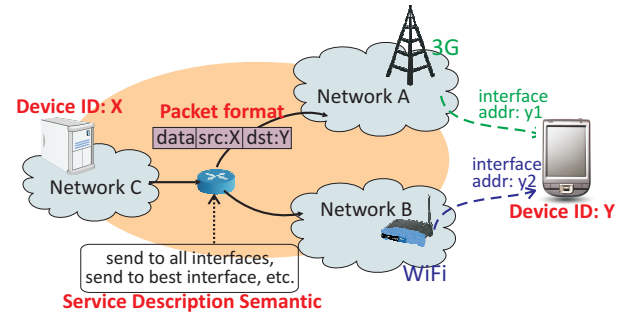 3G
Network A
Device ID: X
Packet format
data src:X dst:Y
interface
addr: y1
interface
addr: y2
Network C
Network B
Device ID: Y
send to all interfaces,
send to best interface, etc.
WiFi
Service Description Semantic